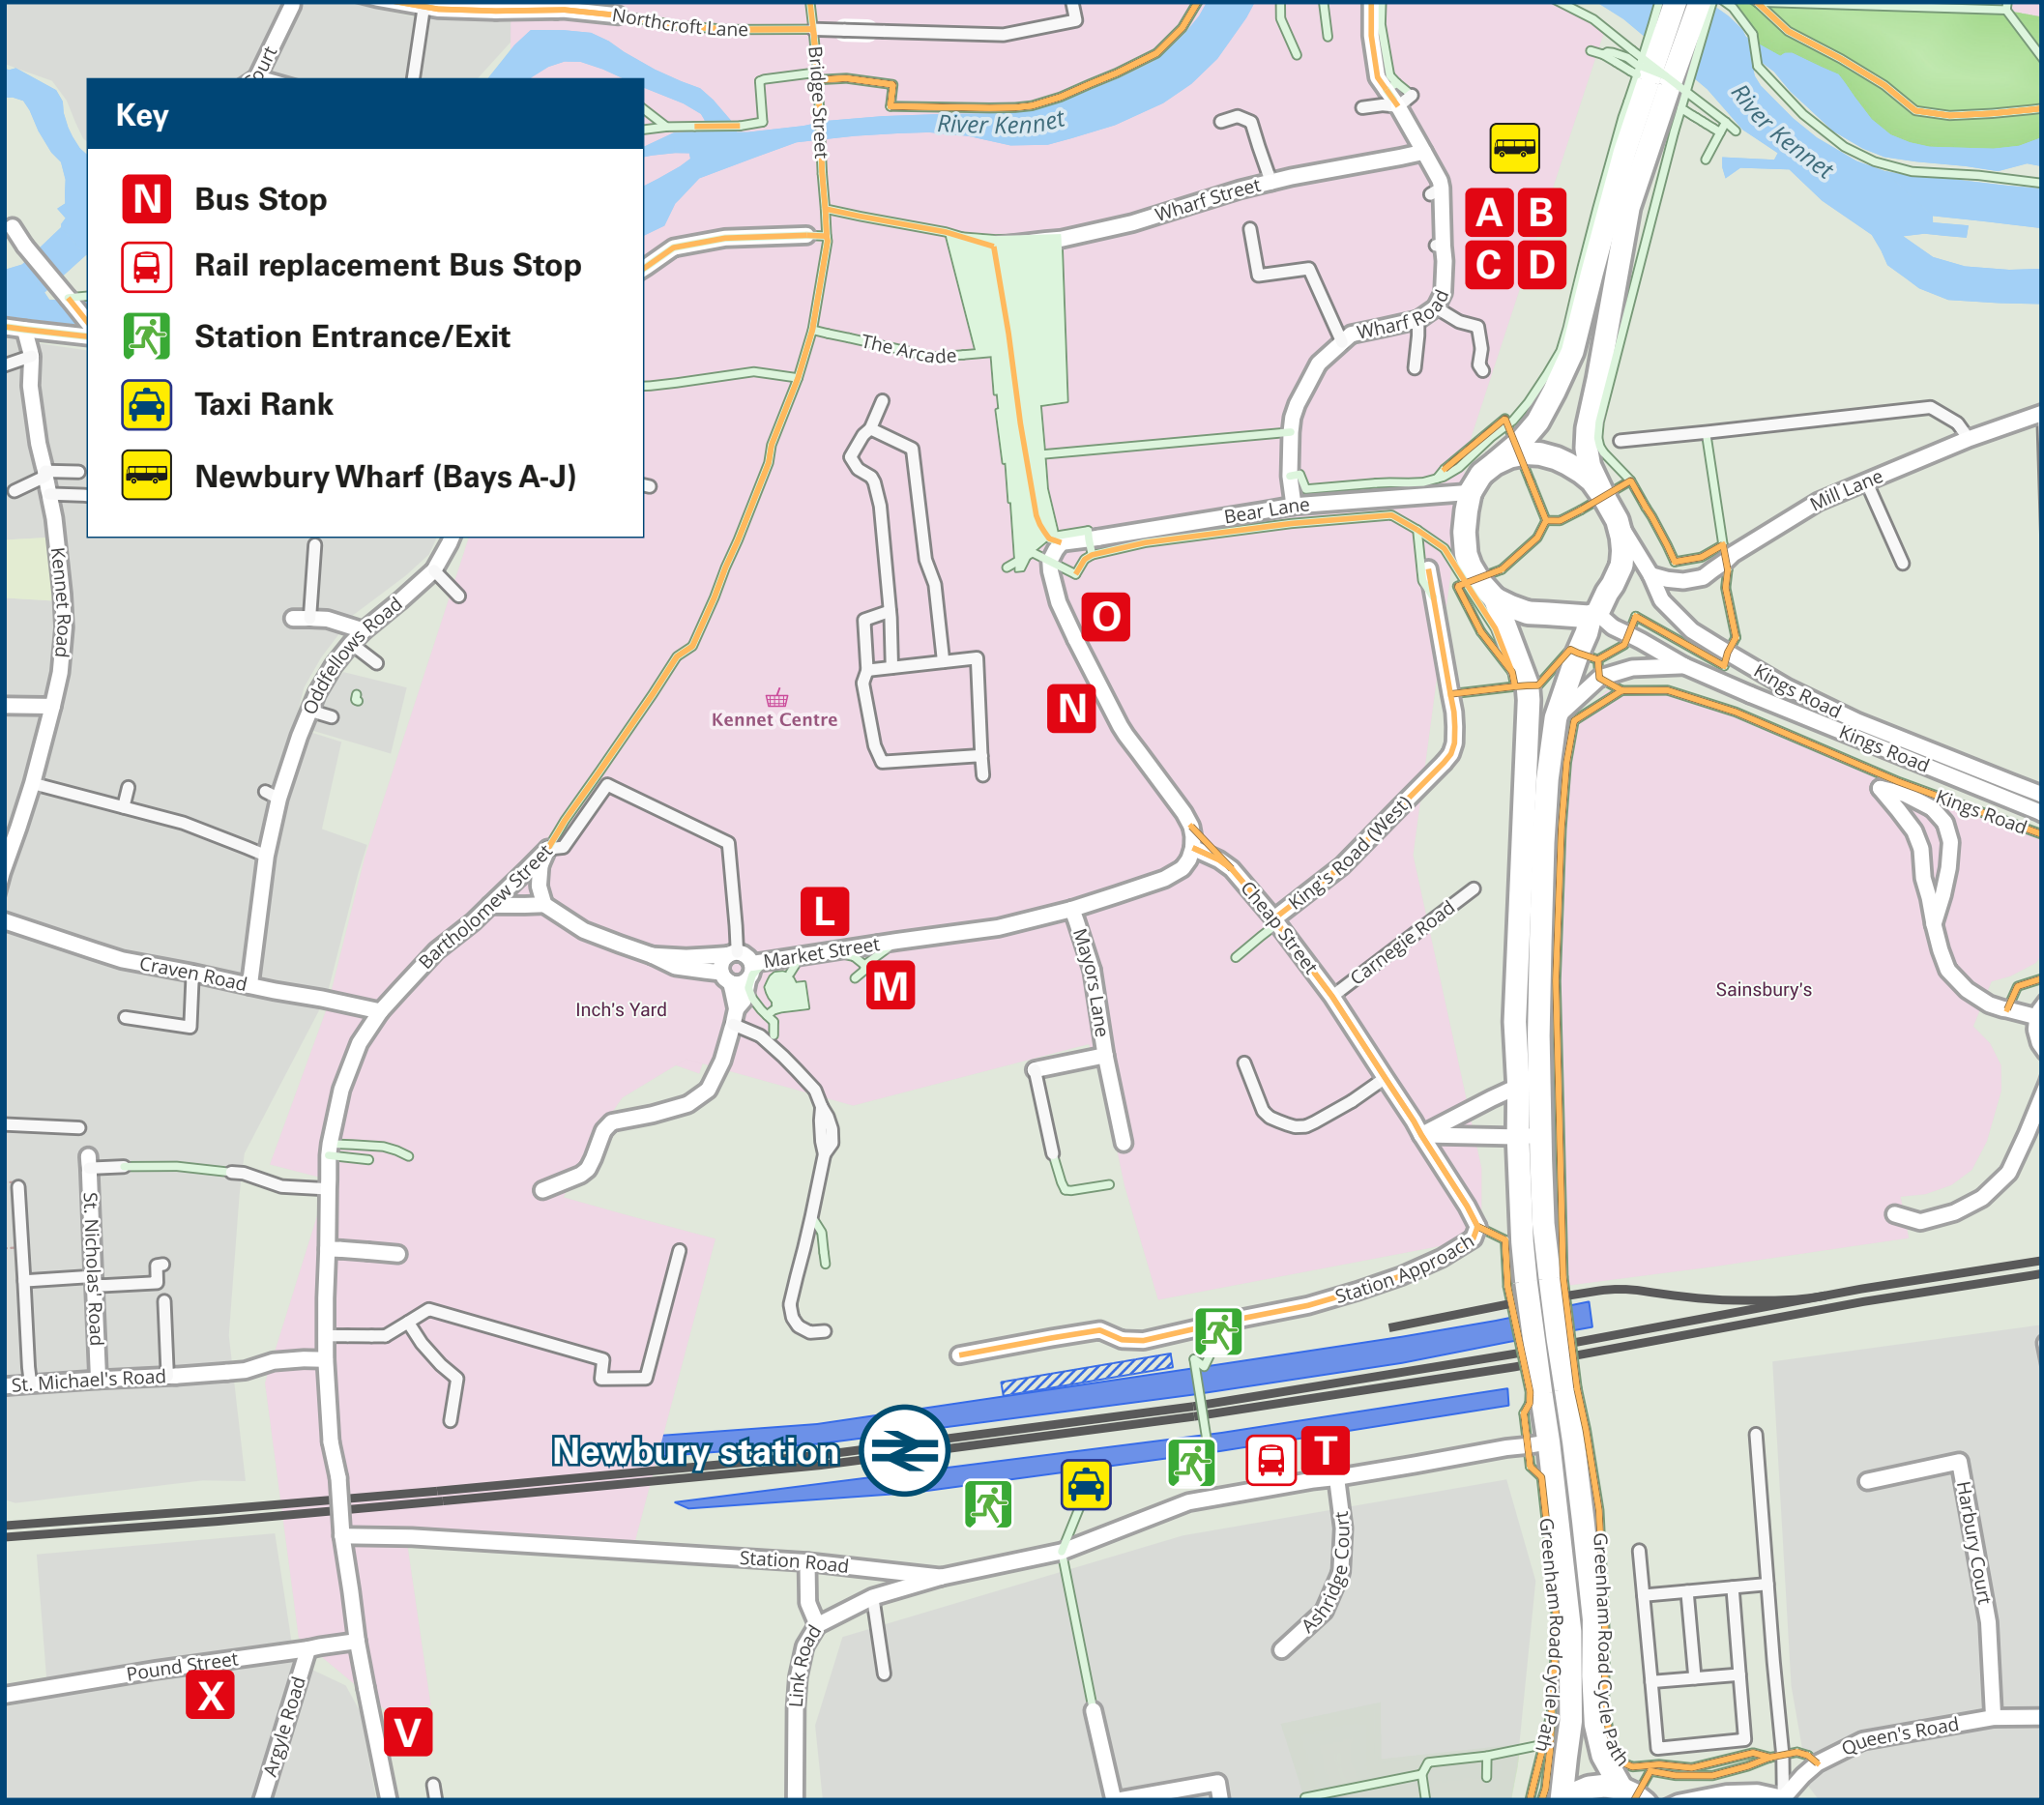 Northcroft Lane
Court
Bridge Street
River Kennet
River Kennet
Key
N Bus Stop
Rail replacement Bus Stop
Station Entrance/Exit
Taxi Rank
Newbury Wharf (Bays A-J)
Wharf Street
A B
C D
Wharf Road
The Arcade
Bear Lane
Mill Lane
Kennet Road
Oddfellows Road
O
N
Kennet Centre
Kings Road
Kings Road
Kings Road
King's Road (West)
Bartholomew Street
L
Market Street
M
Cheap Street
Carnegie Road
Mayors Lane
Craven Road
Inch's Yard
Sainsbury's
St. Nicholas' Road
Station Approach
St. Michael's Road
Newbury station
T
Station Road
Ashridge Court
Harbury Court
Greenham Road Cycle Path
Greenham Road Cycle Path
Link Road
Pound Street
X
Argyle Road
V
Queen's Road